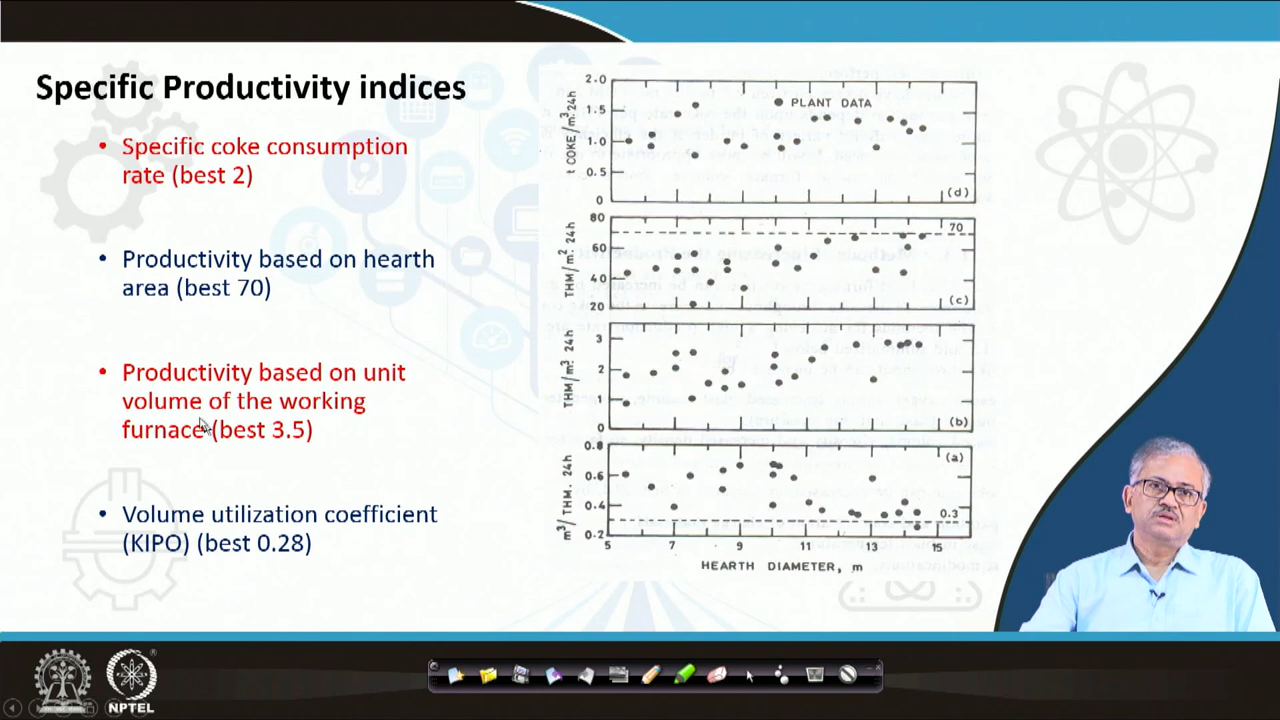 Specific Productivity indices
• Specific coke consumption
rate (best 2)
• Productivity based on hearth
area (best 70)
• Productivity based on unit
volume of the working
furnace (best 3.5)
• Volume utilization coefficient
(KIPO) (best 0.28)
t COKE/m³. 24h
2.0
1.5
1.0
0.5
0
PLANT DATA
(d)
THM/m² 24h
80
60
40
20
70
(c)
THM/m³ 24h
3
2
1
0
(b)
m³/THM. 24h
0.8
0.6
0.4
0.2
(a)
0.3
5 7 9 11 13 15
HEARTH DIAMETER, m
NPTEL